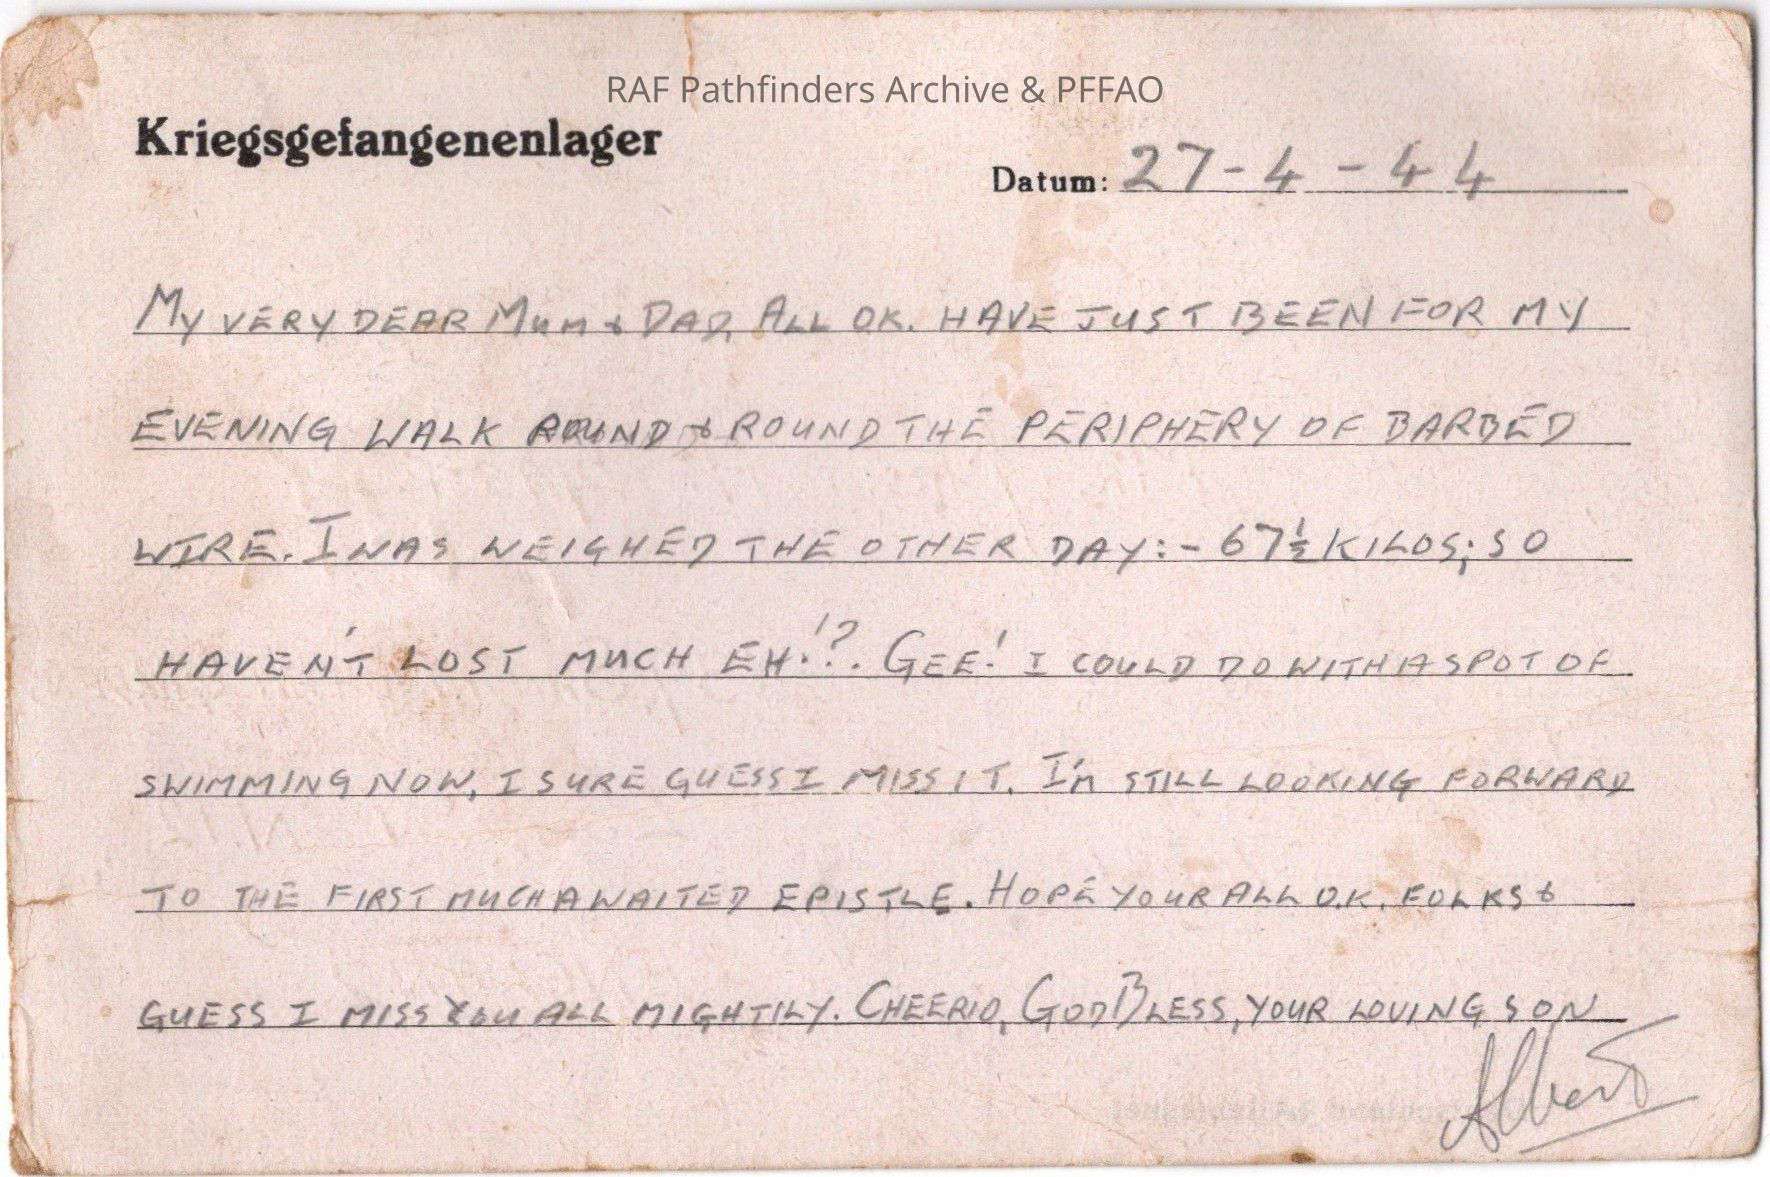 RAF Pathfinders Archive & PFFAO
Kriegsgefangenenlager
Datum: 27-4-44
MY VERY DEAR MUM & DAD, ALL OK. HAVE JUST BEEN FOR MY
EVENING WALK ROUND & ROUND THE PERIPHERY OF BARBED
WIRE. I WAS WEIGHED THE OTHER DAY:- 67½ KILOS; SO
HAVEN'T LOST MUCH EH!?. GEE! I COULD DO WITH A SPOT OF
SWIMMING NOW, I SURE GUESS I MISS IT. I'M STILL LOOKING FORWARD
TO THE FIRST MUCH AWAITED EPISTLE. HOPE YOUR ALL O.K. FOLKS &
GUESS I MISS YOU ALL MIGHTILY. CHEERIO, GOD BLESS, YOUR LOVING SON
Albert